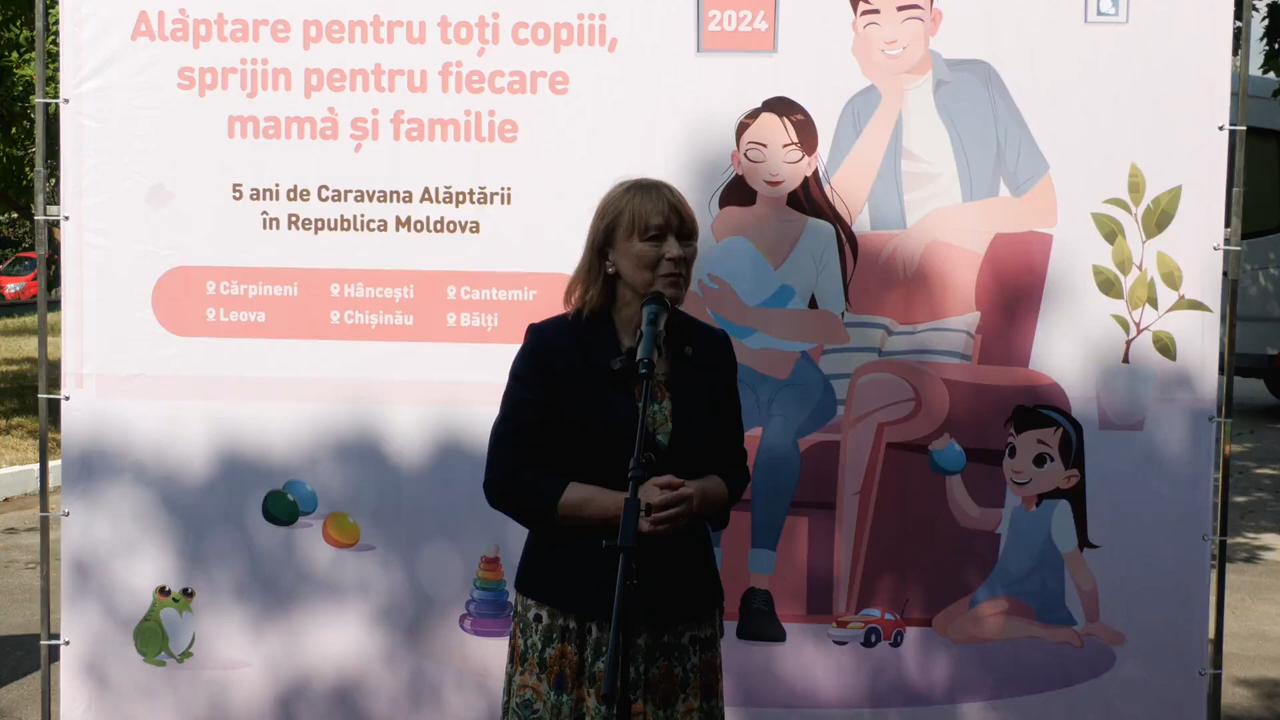 Alăptare pentru toți copiii,
2024
sprijin pentru fiecare
mamă și familie
5 ani de Caravana Alăptării
în Republica Moldova
Cărpineni Hâncești Cantemir
Leova Chișinău Bălți